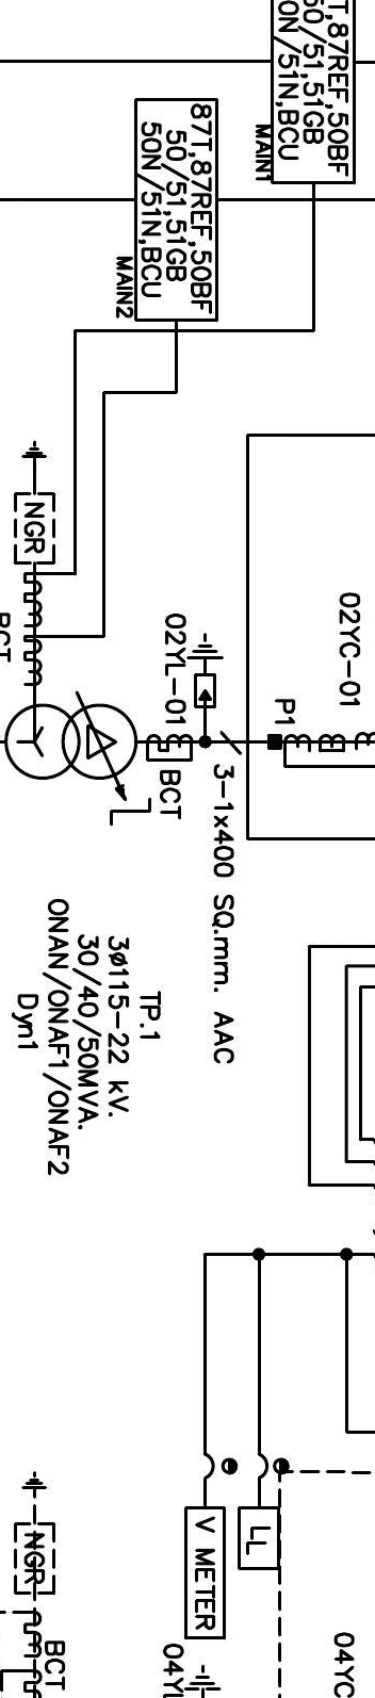 T,87REF,50BF
50/51,51GB
0N/51N,BCU
MAIN1
87T,87REF,50BF
50/51,51GB
50N/51N,BCU
MAIN2
NGR
BCT
02YL-01
02YC-01
P1
BCT
3-1x400 SQ.mm. AAC
TP.1
3ø115-22 kV.
30/40/50MVA.
ONAN/ONAF1/ONAF2
Dyn1
V METER
LL
NGR
BCT
04YL
04YC